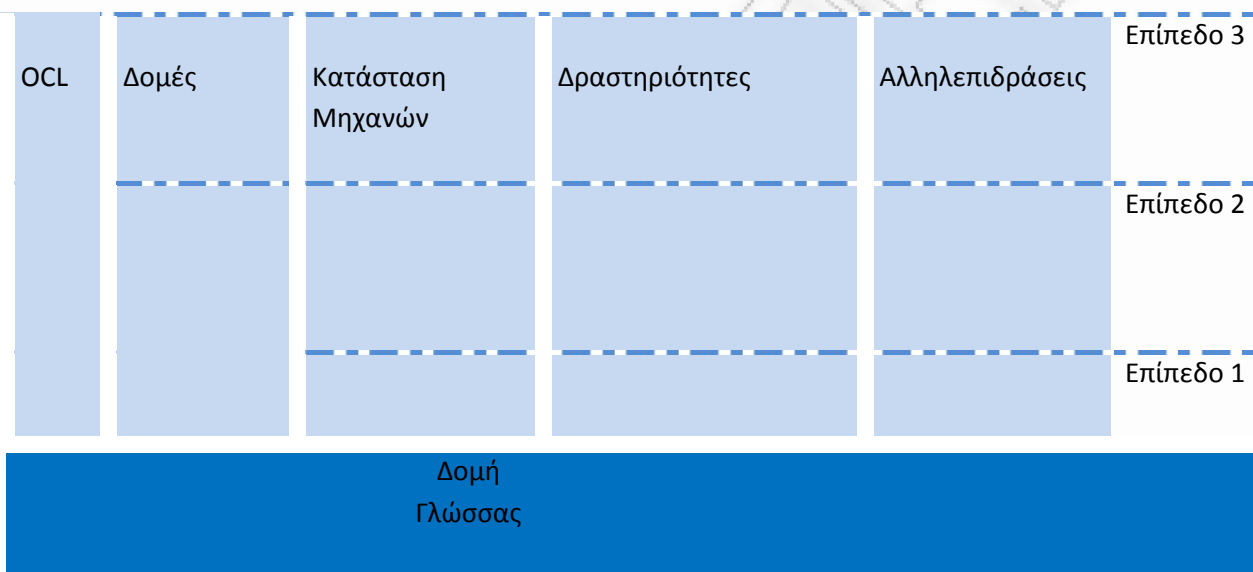 OCL
Δομές
Κατάσταση
Μηχανών
Δραστηριότητες
Αλληλεπιδράσεις
Επίπεδο 3
Επίπεδο 2
Επίπεδο 1
Δομή
Γλώσσας